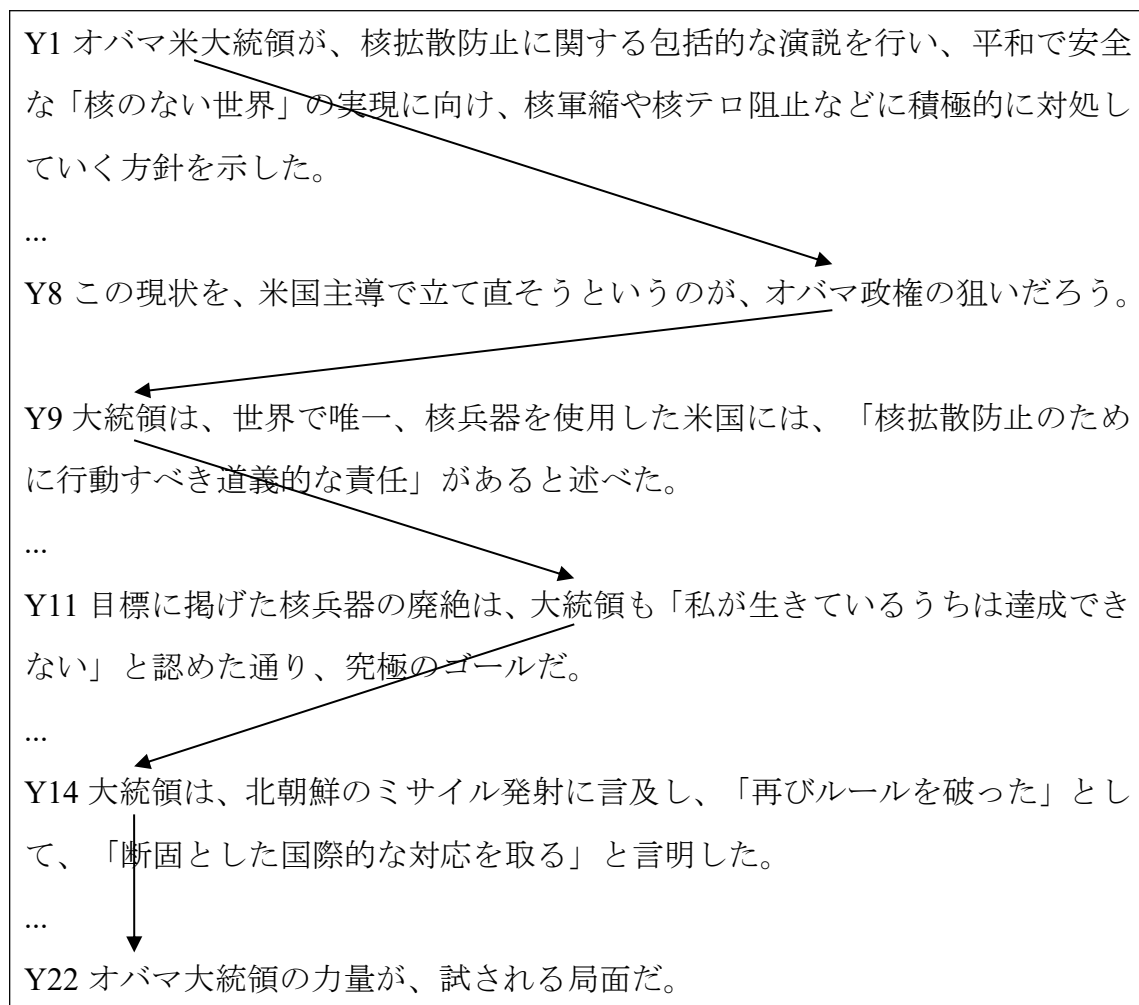 Y1 オバマ米大統領が、核拡散防止に関する包括的な演説を行い、平和で安全
な「核のない世界」の実現に向け、核軍縮や核テロ阻止などに積極的に対処し
ていく方針を示した。
...
Y8 この現状を、米国主導で立て直そうというのが、オバマ政権の狙いだろう。
Y9 大統領は、世界で唯一、核兵器を使用した米国には、「核拡散防止のため
に行動すべき道義的な責任」があると述べた。
...
Y11 目標に掲げた核兵器の廃絶は、大統領も「私が生きているうちは達成でき
ない」と認めた通り、究極のゴールだ。
...
Y14 大統領は、北朝鮮のミサイル発射に言及し、「再びルールを破った」とし
て、「断固とした国際的な対応を取る」と言明した。
...
Y22 オバマ大統領の力量が、試される局面だ。